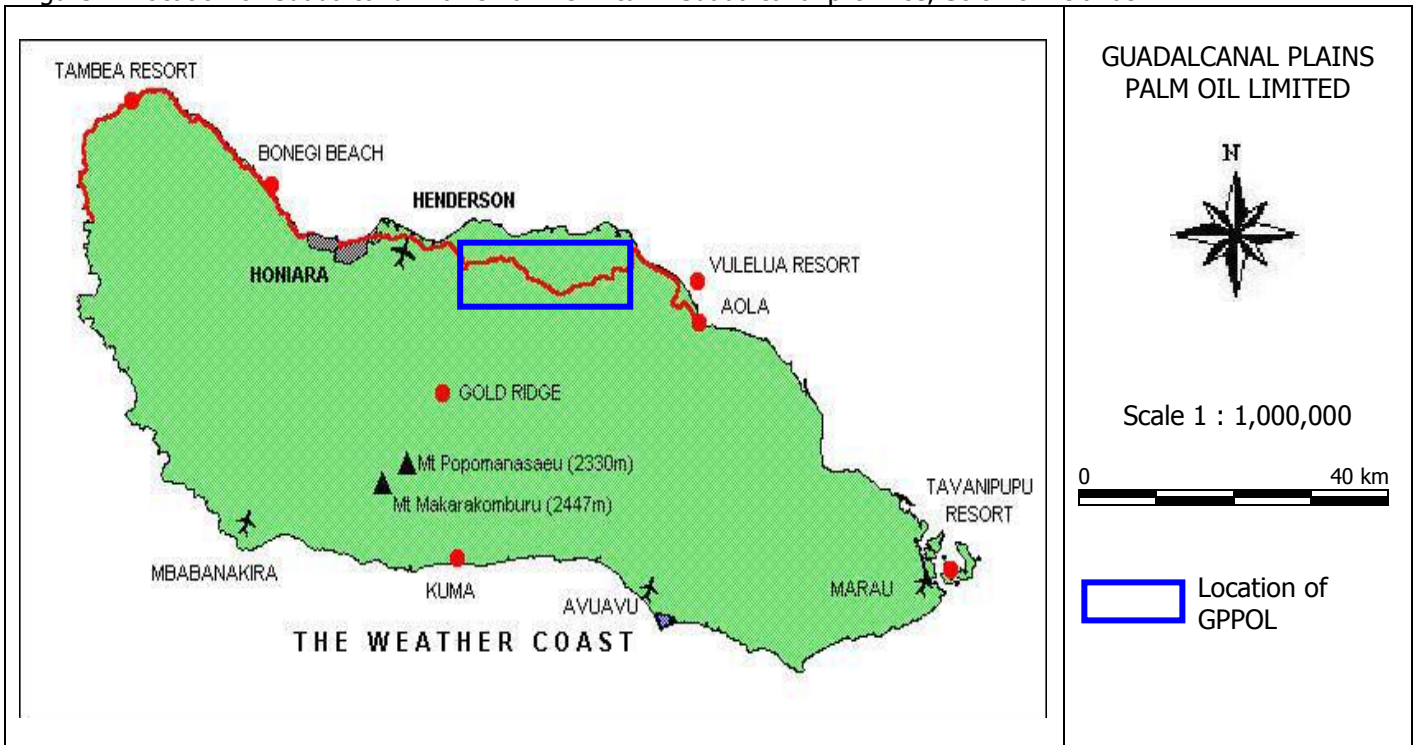 TAMBEA RESORT
BONEGI BEACH
HENDERSON
HONIARA
VULELUA RESORT
AOLA
GOLD RIDGE
Mt Popomanasaeu (2330m)
Mt Makarakomburu (2447m)
TAVANIPUPU
RESORT
MBABANAKIRA
KUMA
AVUAVU
MARAU
THE WEATHER COAST
GUADALCANAL PLAINS
PALM OIL LIMITED
N
Scale 1 : 1,000,000
0 40 km
Location of
GPPOL